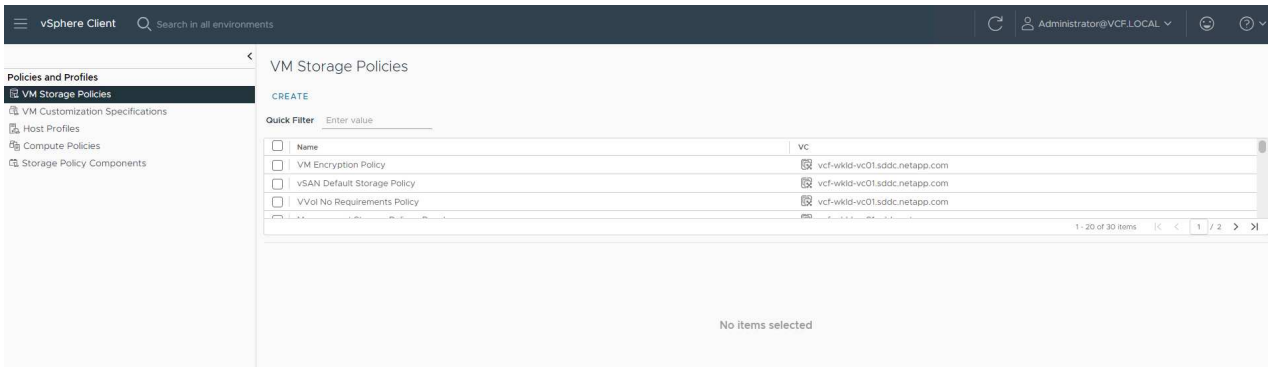 vSphere Client Search in all environments Administrator@VCF.LOCAL
Policies and Profiles
VM Storage Policies
VM Customization Specifications
Host Profiles
Compute Policies
Storage Policy Components
VM Storage Policies
CREATE
Quick Filter Enter value
Name VC
VM Encryption Policy vcf-wkld-vc01.sddc.netapp.com
vSAN Default Storage Policy vcf-wkld-vc01.sddc.netapp.com
VVol No Requirements Policy vcf-wkld-vc01.sddc.netapp.com
1 - 20 of 30 items 1 / 2
No items selected